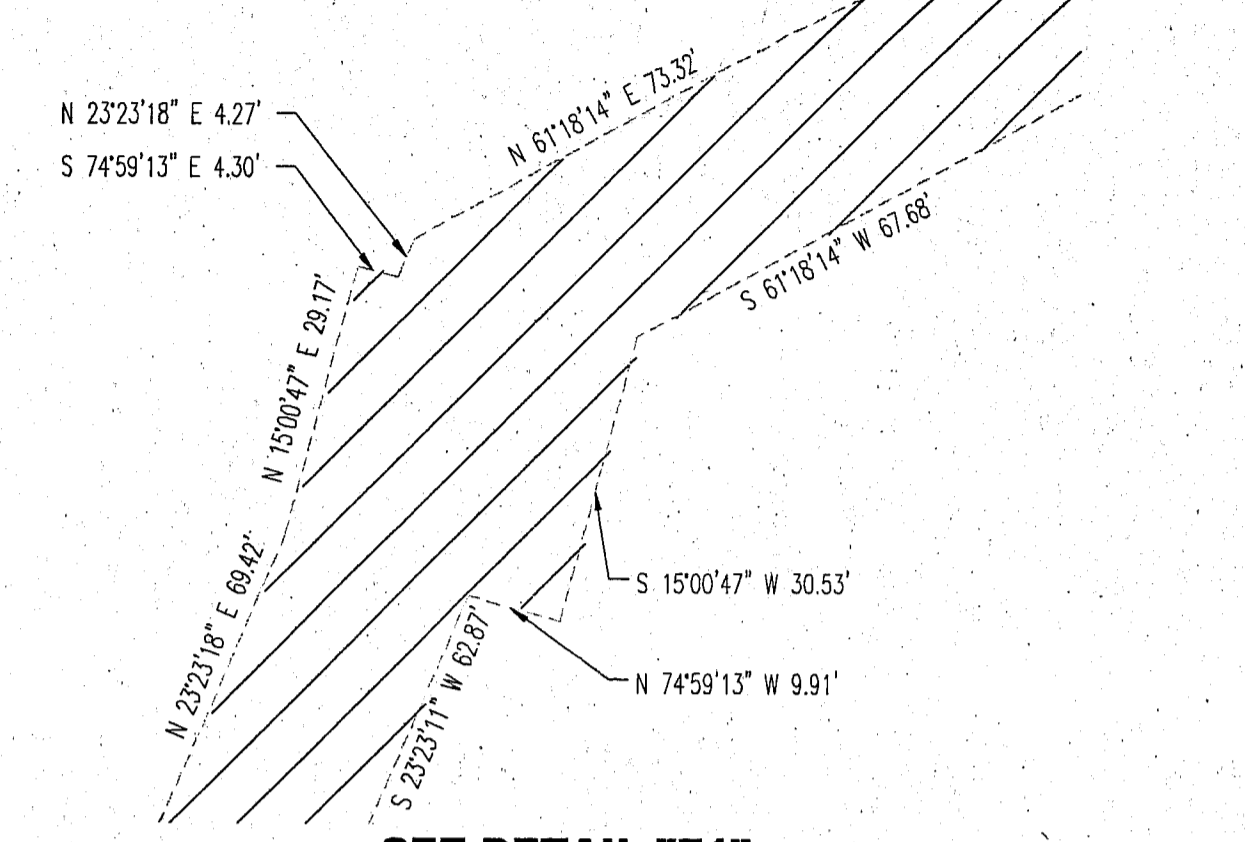 N 61°18'14" E 73.32'
N 23°23'18" E 4.27'
S 74°59'13" E 4.30'
S 61°18'14" W 67.68'
N 15°00'47" E 29.17'
N 23°23'18" E 69.42'
S 15°00'47" W 30.53'
N 74°59'13" W 9.91'
S 23°23'11" W 62.87'